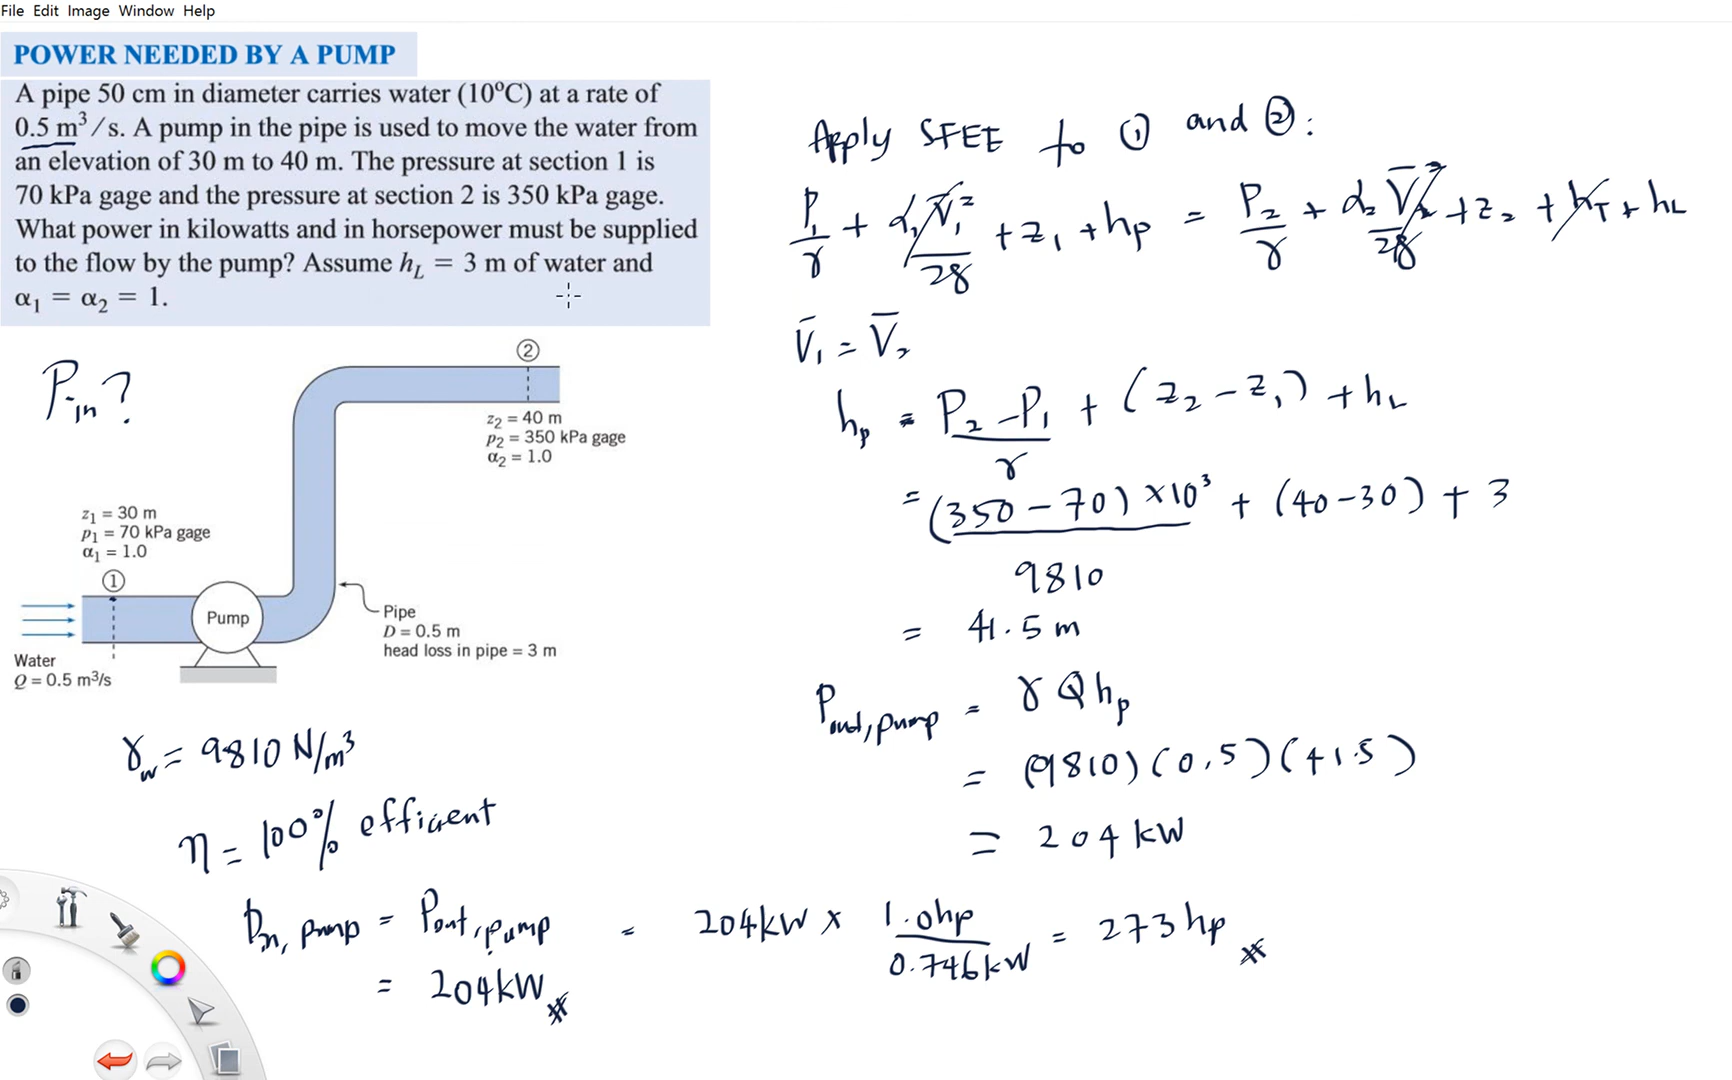 File Edit Image Window Help
POWER NEEDED BY A PUMP
A pipe 50 cm in diameter carries water (10°C) at a rate of
0.5 m³/s. A pump in the pipe is used to move the water from
an elevation of 30 m to 40 m. The pressure at section 1 is
70 kPa gage and the pressure at section 2 is 350 kPa gage.
What power in kilowatts and in horsepower must be supplied
to the flow by the pump? Assume h_L = 3 m of water and
α₁ = α₂ = 1.
P_in ?
②
z₂ = 40 m
p₂ = 350 kPa gage
α₂ = 1.0
z₁ = 30 m
p₁ = 70 kPa gage
α₁ = 1.0
①
Pump
Pipe
D = 0.5 m
head loss in pipe = 3 m
Water
Q = 0.5 m³/s
γ_w = 9810 N/m³
η = 100% efficient
P_in, pump = P_out, pump
= 204 kW
Apply SFEE to ① and ②:
P₁/γ + α₁V̄₁²/2g + z₁ + h_p = P₂/γ + α₂V̄₂²/2g + z₂ + h_T + h_L
V̄₁ = V̄₂
h_p = (P₂ - P₁)/γ + (z₂ - z₁) + h_L
= (350 - 70) × 10³/9810 + (40 - 30) + 3
= 41.5 m
P_out, pump = γ Q h_p
= (9810)(0.5)(41.5)
= 204 kW
= 204 kW × 1.0hp/0.746kW = 273 hp